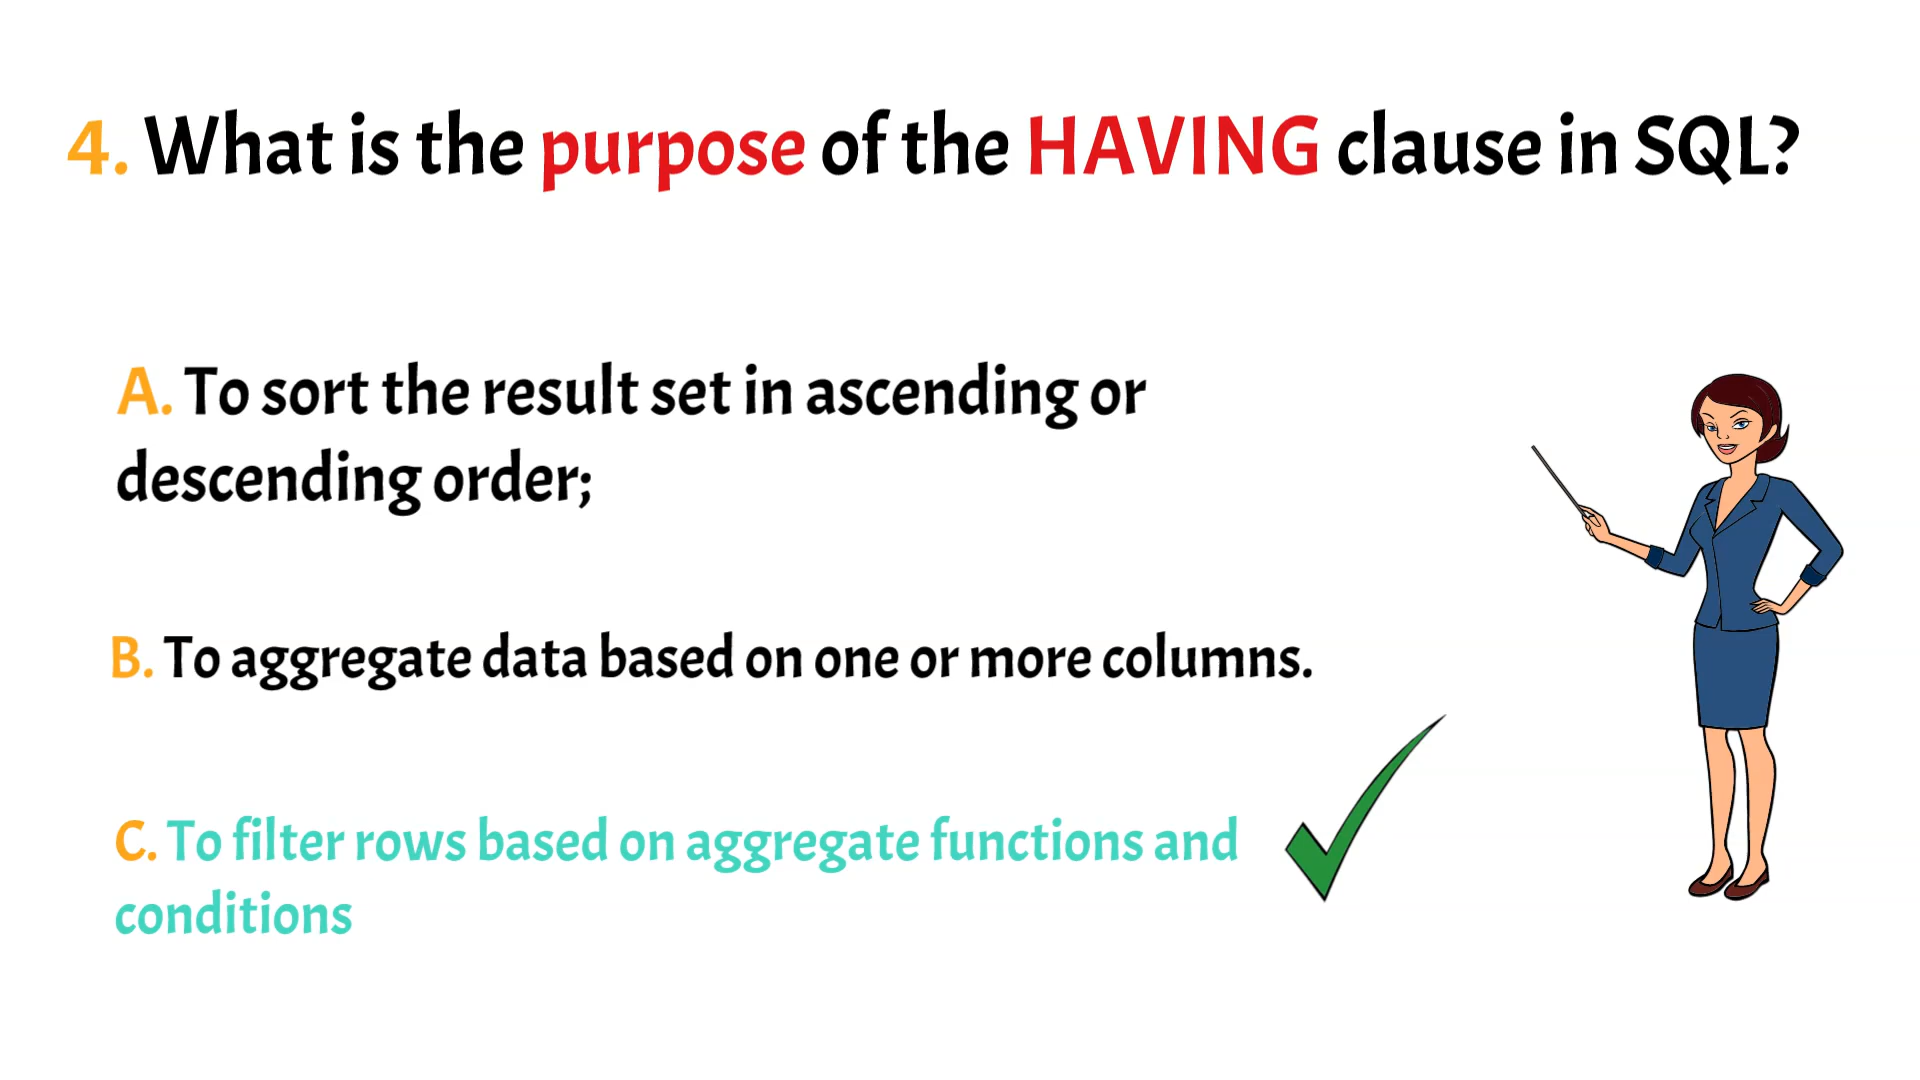 4. What is the purpose of the HAVING clause in SQL?
A. To sort the result set in ascending or
descending order;
B. To aggregate data based on one or more columns.
C. To filter rows based on aggregate functions and
conditions